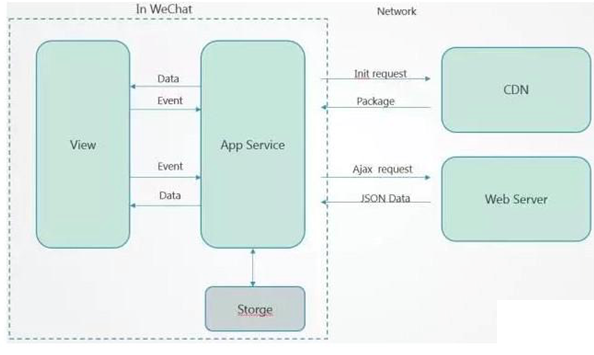 In WeChat
Network
View
Data
Event
Event
Data
App Service
Storge
Init request
Package
CDN
Ajax request
JSON Data
Web Server